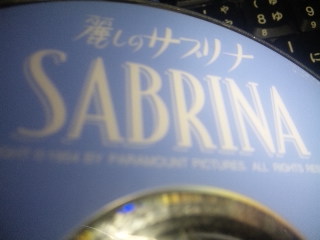 麗しのサブリナ
SABRINA
© 1954 BY PARAMOUNT PICTURES. ALL RIGHTS